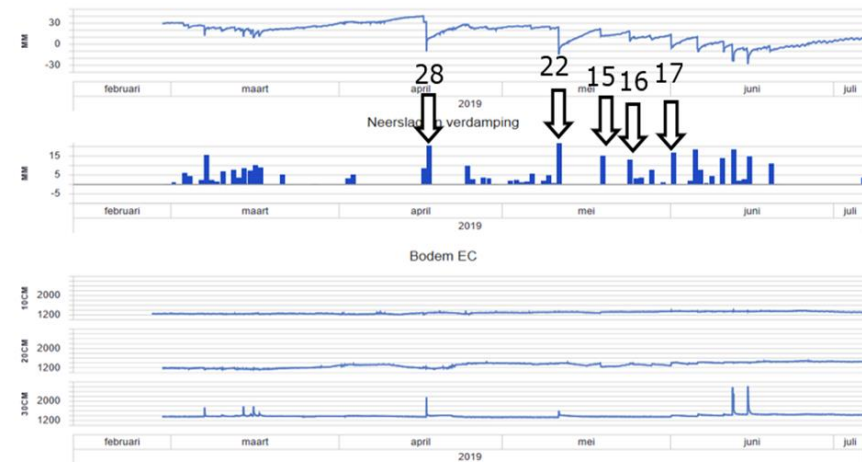 MM
30
0
-30
28
22
15
16
17
februari
maart
april
mei
juni
juli
2019
Neerslag en verdamping
MM
15
5
-5
februari
maart
april
mei
juni
juli
2019
Bodem EC
10CM
2000
1200
20CM
2000
1200
30CM
2000
1200
februari
maart
april
mei
juni
juli
2019